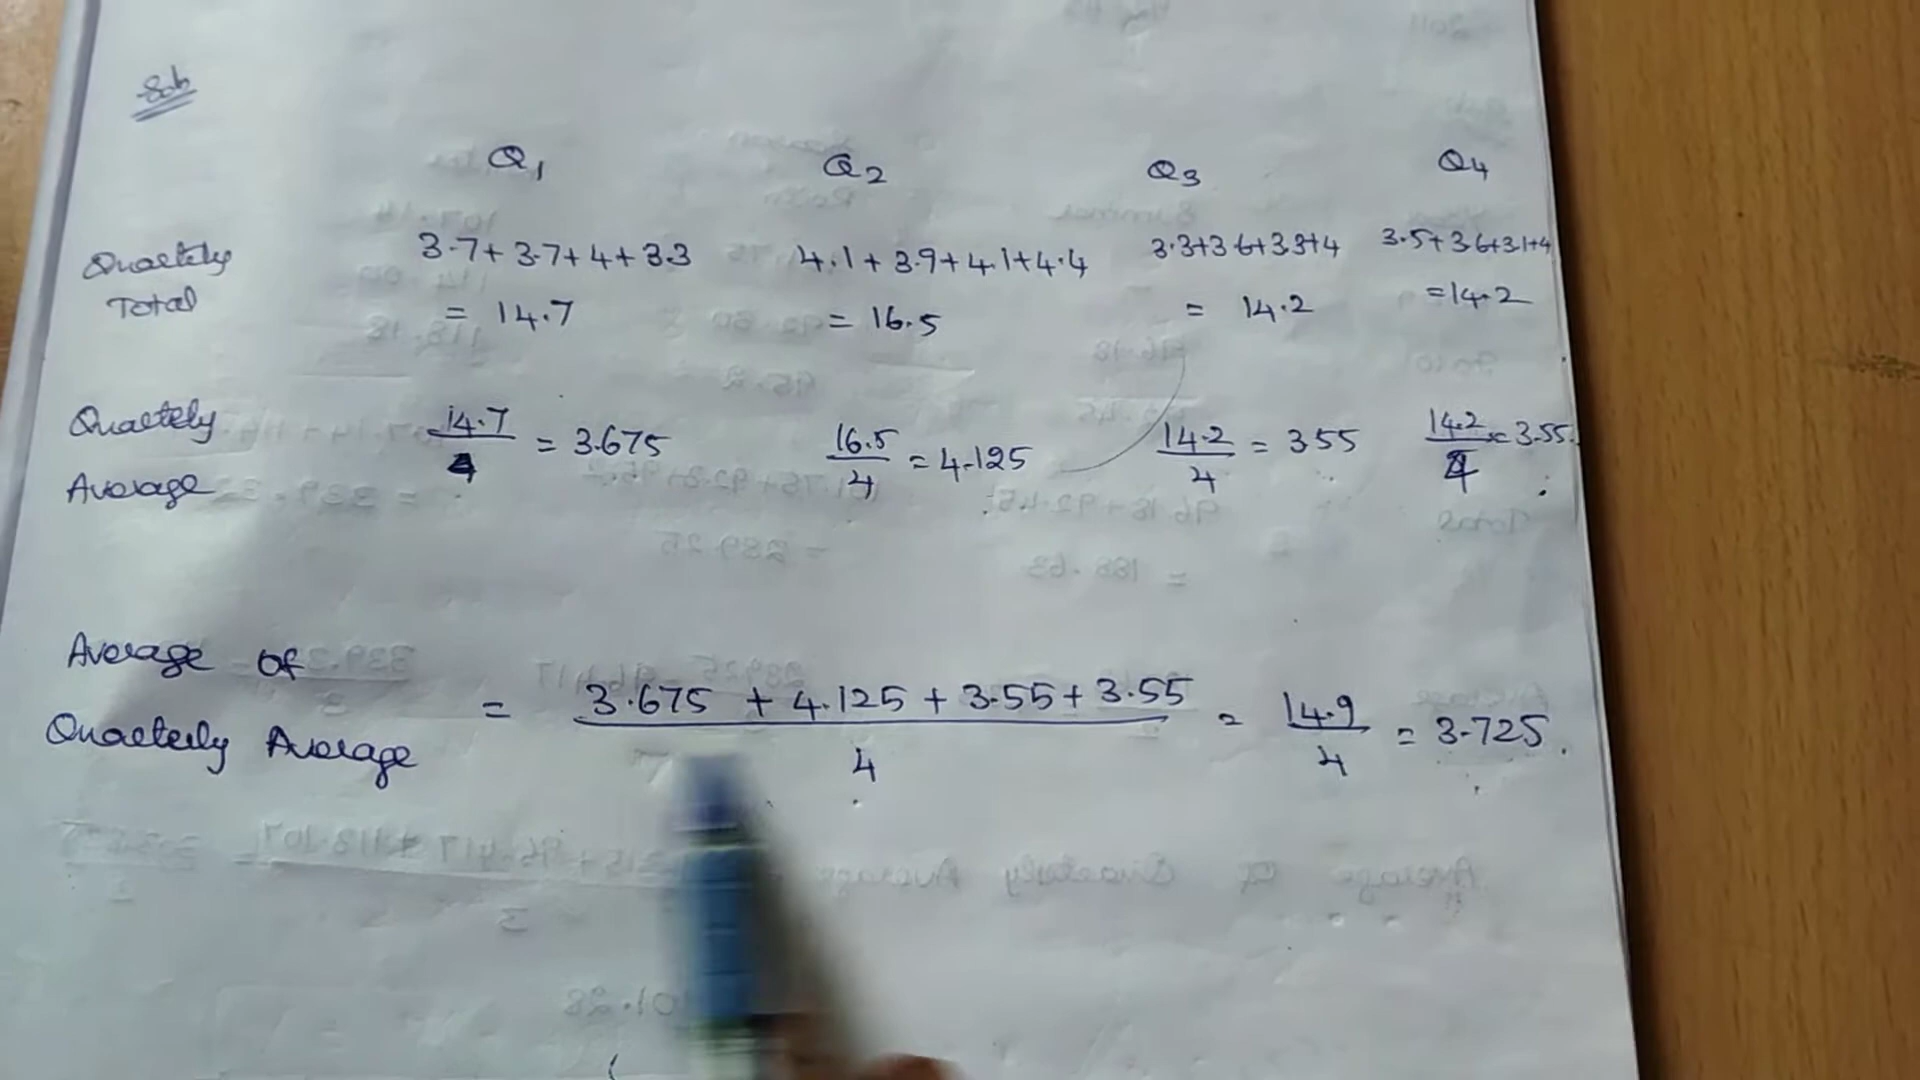 Soln
Q1 Q2 Q3 Q4
Quartely Total 3.7+3.7+4+3.3 4.1+3.9+4.1+4.4 3.3+3.6+3.3+4 3.5+3.6+3.1+4
= 14.7 = 16.5 = 14.2 =14.2
Quartely Average 14.7/4 = 3.675 16.5/4 = 4.125 14.2/4 = 3.55 14.2/4 = 3.55
Average Of Quarterly Average = 3.675 + 4.125 + 3.55 + 3.55 / 4 = 14.9/4 = 3.725.